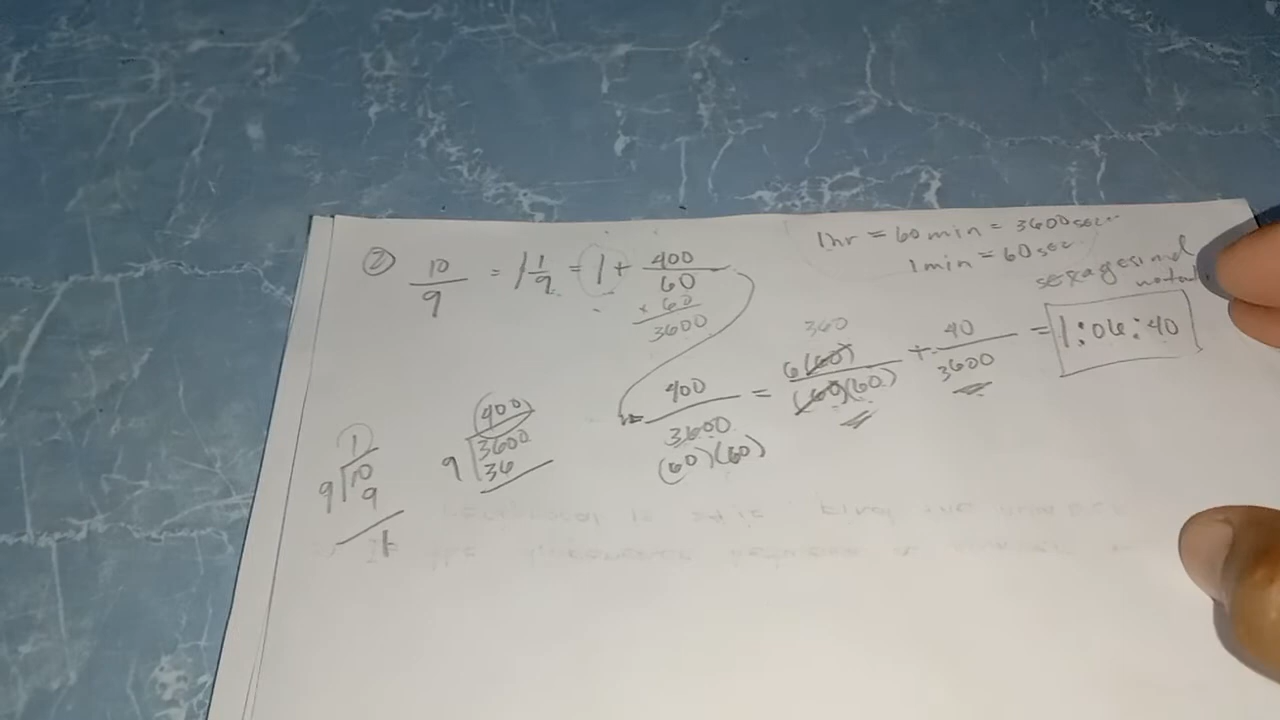 1hr = 60 min = 3600 sec
1 min = 60 sec
sexagesimal
② 10/9 = 1 1/9 = 1 + 400/60
× 60
3600
360
400/3600 = 6(60)/(60)(60) + 40/3600 = 1:06:40
(60)(60)
400
9 3600
36
1
9 10
9
1